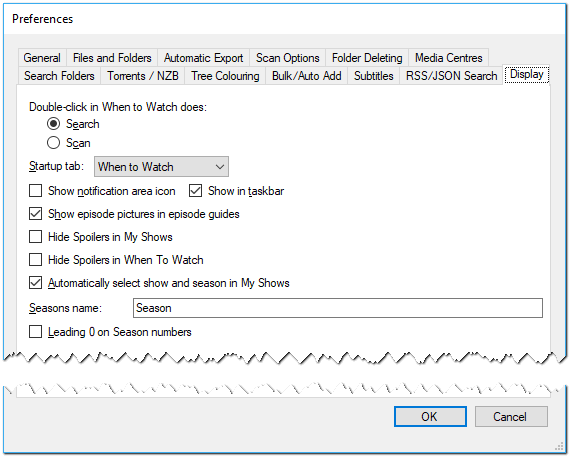 Preferences
General Files and Folders Automatic Export Scan Options Folder Deleting Media Centres
Search Folders Torrents / NZB Tree Colouring Bulk/Auto Add Subtitles RSS/JSON Search Display
Double-click in When to Watch does:
Search
Scan
Startup tab: When to Watch
Show notification area icon Show in taskbar
Show episode pictures in episode guides
Hide Spoilers in My Shows
Hide Spoilers in When To Watch
Automatically select show and season in My Shows
Seasons name: Season
Leading 0 on Season numbers
OK Cancel